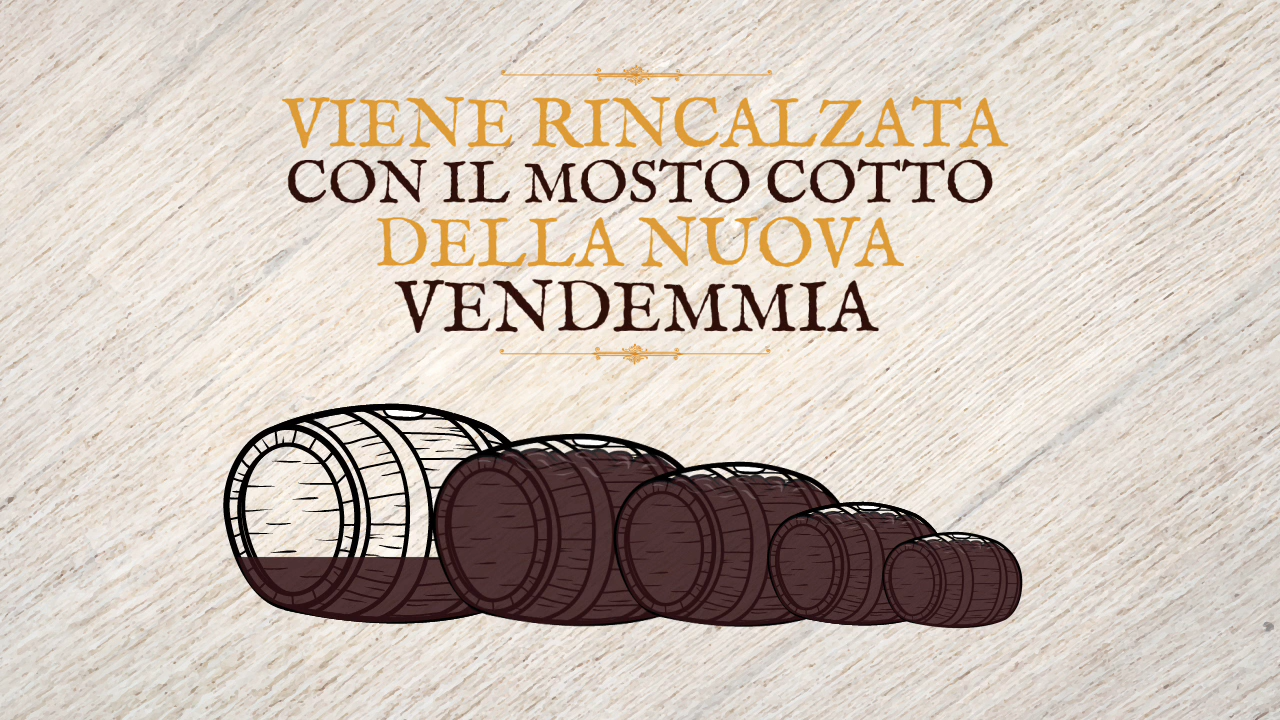 VIENE RINCALZATA
CON IL MOSTO COTTO
DELLA NUOVA
VENDEMMIA